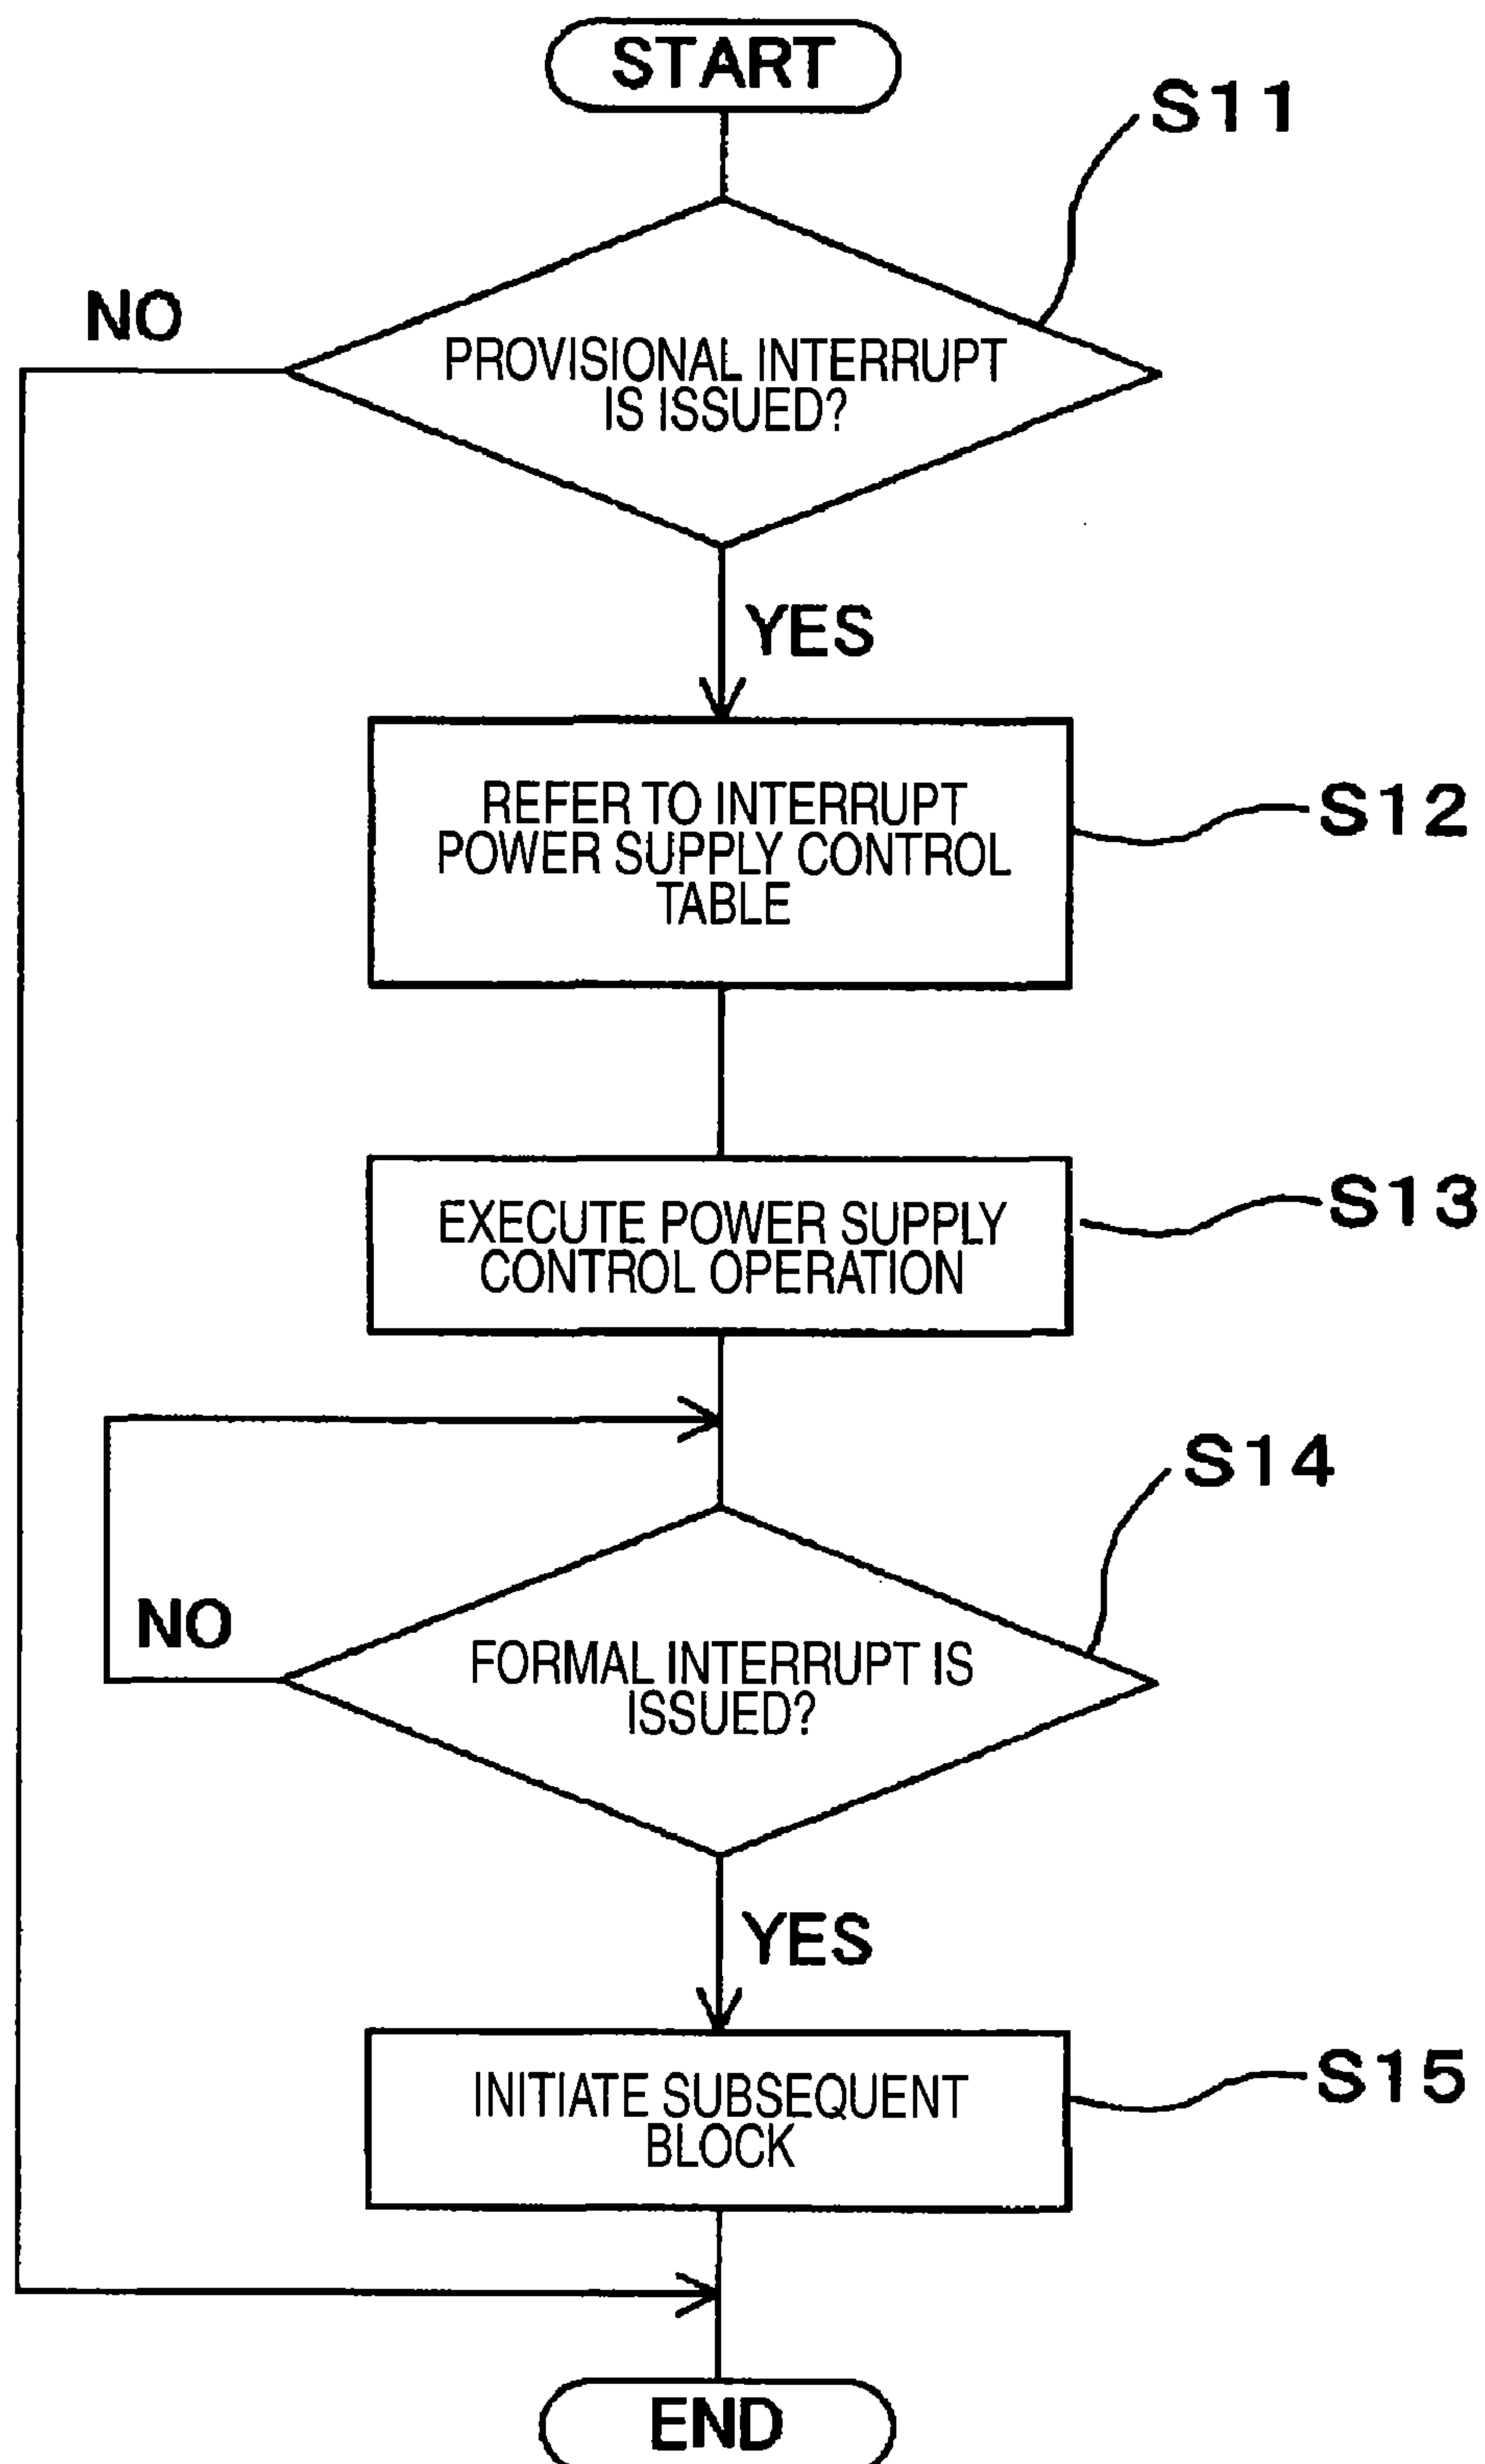 START
S11
NO
PROVISIONAL INTERRUPT
IS ISSUED?
YES
REFER TO INTERRUPT
POWER SUPPLY CONTROL
TABLE
S12
EXECUTE POWER SUPPLY
CONTROL OPERATION
S13
S14
NO
FORMAL INTERRUPT IS
ISSUED?
YES
INITIATE SUBSEQUENT
BLOCK
S15
END